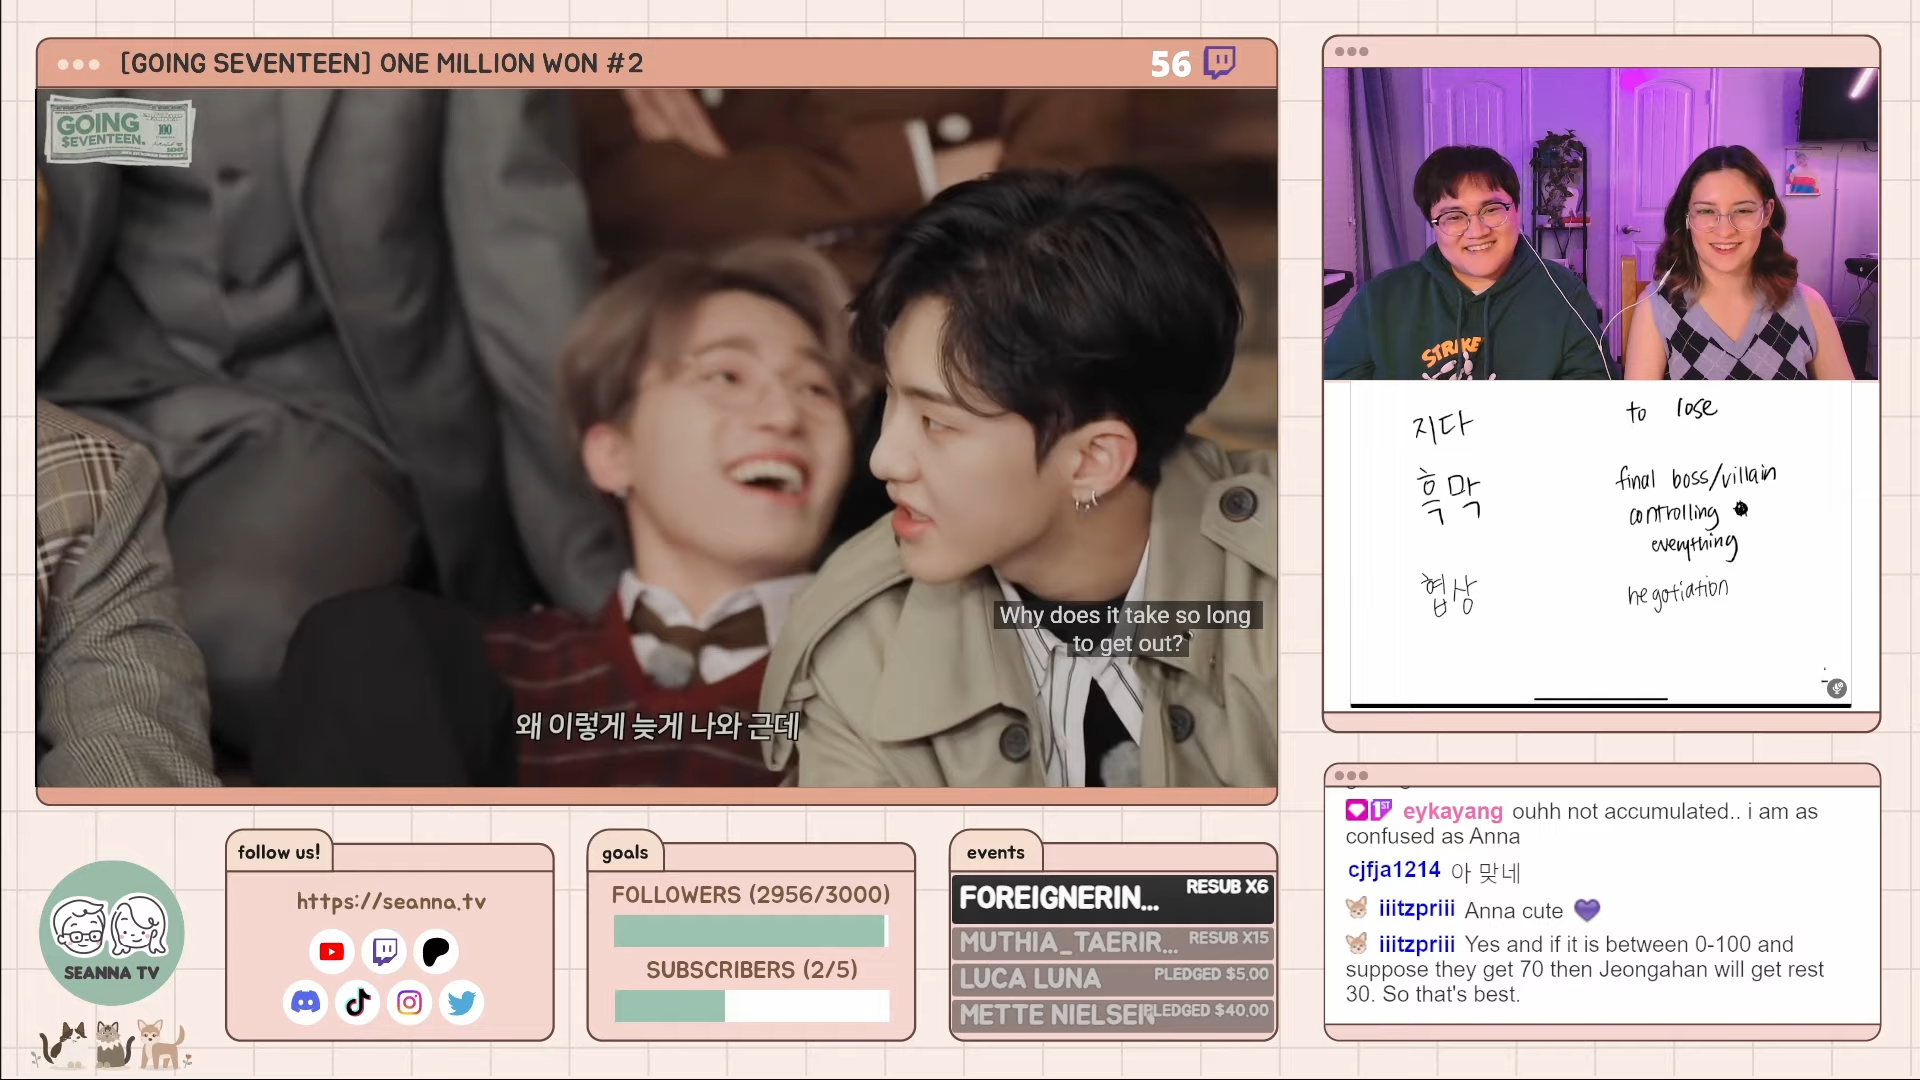 [GOING SEVENTEEN] ONE MILLION WON #2
56
GOING
$EVENTEEN.
100
Why does it take so long
to get out?
왜 이렇게 늦게 나와 근데
STRIKE
지다 to lose
흑막 final boss/villain
controlling
everything
협상 negotiation
eykayang ouhh not accumulated.. i am as
confused as Anna
cjfja1214 아 맞네
iiitzpriii Anna cute
iiitzpriii Yes and if it is between 0-100 and
suppose they get 70 then Jeongahan will get rest
30. So that's best.
SEANNA TV
follow us!
https://seanna.tv
goals
FOLLOWERS (2956/3000)
SUBSCRIBERS (2/5)
events
FOREIGNERIN... RESUB X6
MUTHIA_TAERIR... RESUB X15
LUCA LUNA PLEDGED $5.00
METTE NIELSEN PLEDGED $40.00